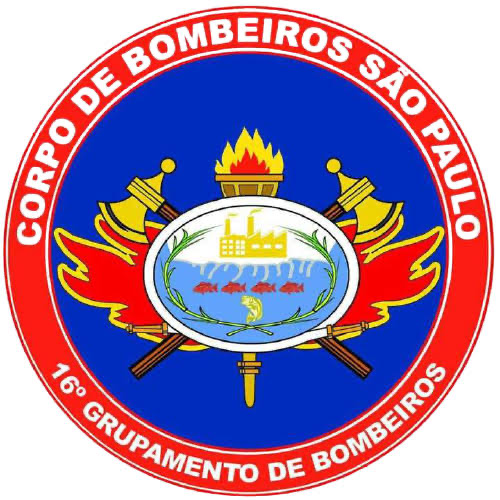 CORPO DE BOMBEIROS SÃO PAULO
16º GRUPAMENTO DE BOMBEIROS